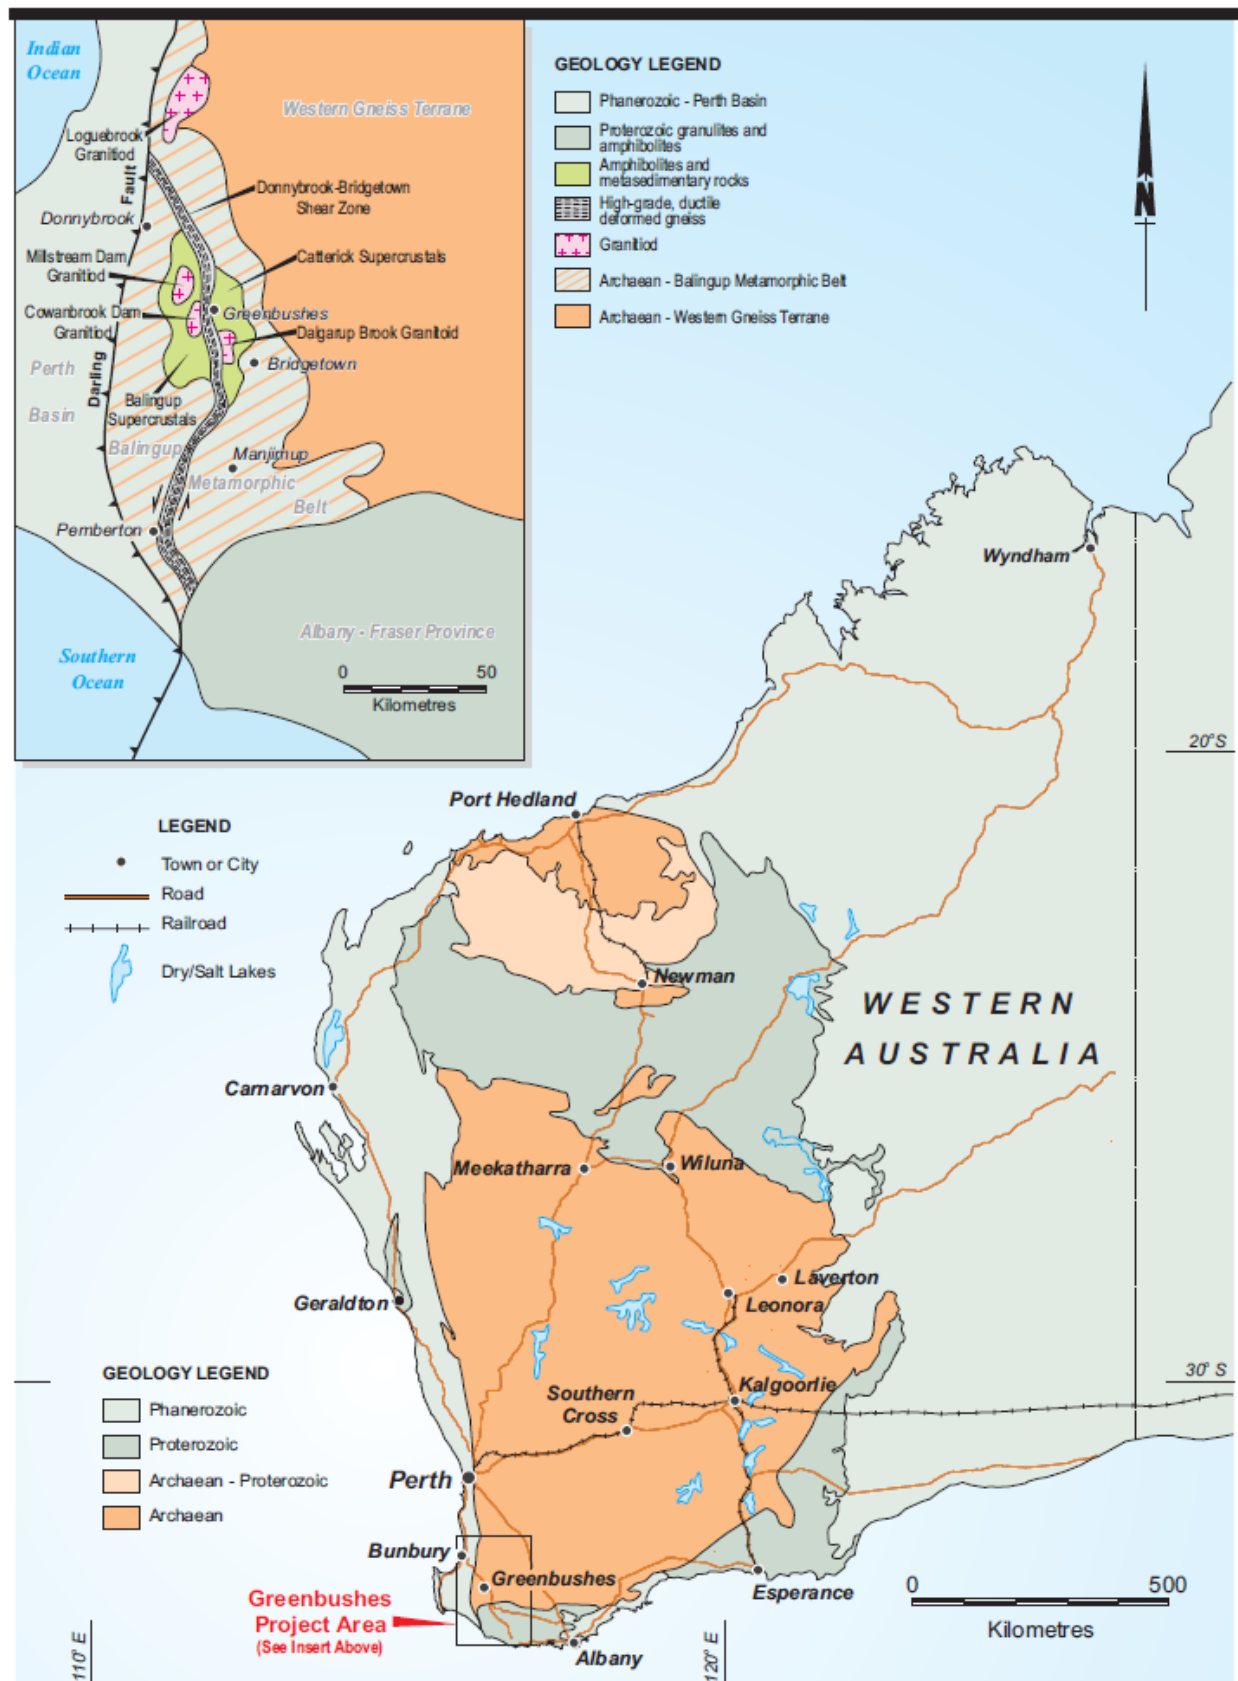 Indian
Ocean
Western Gneiss Terrane
Loguebrook
Granitiod
Fault
Donnybrook-Bridgetown
Shear Zone
Donnybrook
Millstream Dam
Granitiod
Catterick Supercrustals
Cowanbrook Dam
Granitiod
Greenbushes
Dalgarup Brook Granitoid
Perth
Basin
Darling
Bridgetown
Balingup
Supercrustals
Balingup
Manjimup
Metamorphic
Belt
Pemberton
Albany - Fraser Province
Southern
Ocean
0 50
Kilometres
GEOLOGY LEGEND
Phanerozoic - Perth Basin
Proterozoic granulites and
amphibolites
Amphibolites and
metasedimentary rocks
High-grade, ductile
deformed gneiss
Granitiod
Archaean - Balingup Metamorphic Belt
Archaean - Western Gneiss Terrane
N
Wyndham
20°S
Port Hedland
LEGEND
Town or City
Road
Railroad
Dry/Salt Lakes
Newman
WESTERN
AUSTRALIA
Carnarvon
Meekatharra
Wiluna
Laverton
Leonora
Geraldton
Kalgoorlie
30°S
Southern
Cross
GEOLOGY LEGEND
Phanerozoic
Proterozoic
Archaean - Proterozoic
Archaean
Perth
Bunbury
Greenbushes
Esperance
Greenbushes
Project Area
(See Insert Above)
Albany
0 500
Kilometres
110° E
120° E